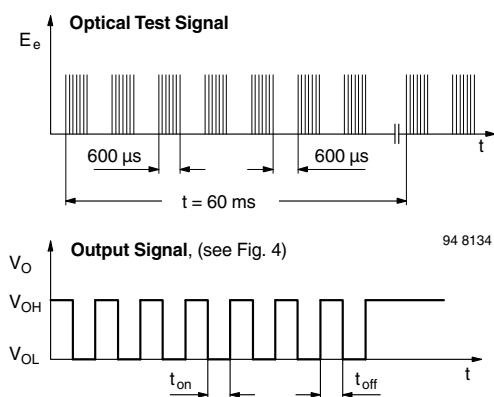 Optical Test Signal
E e
600 µs 600 µs
t
t = 60 ms
94 8134
Output Signal, (see Fig. 4)
V O
V OH
V OL
t on t off
t